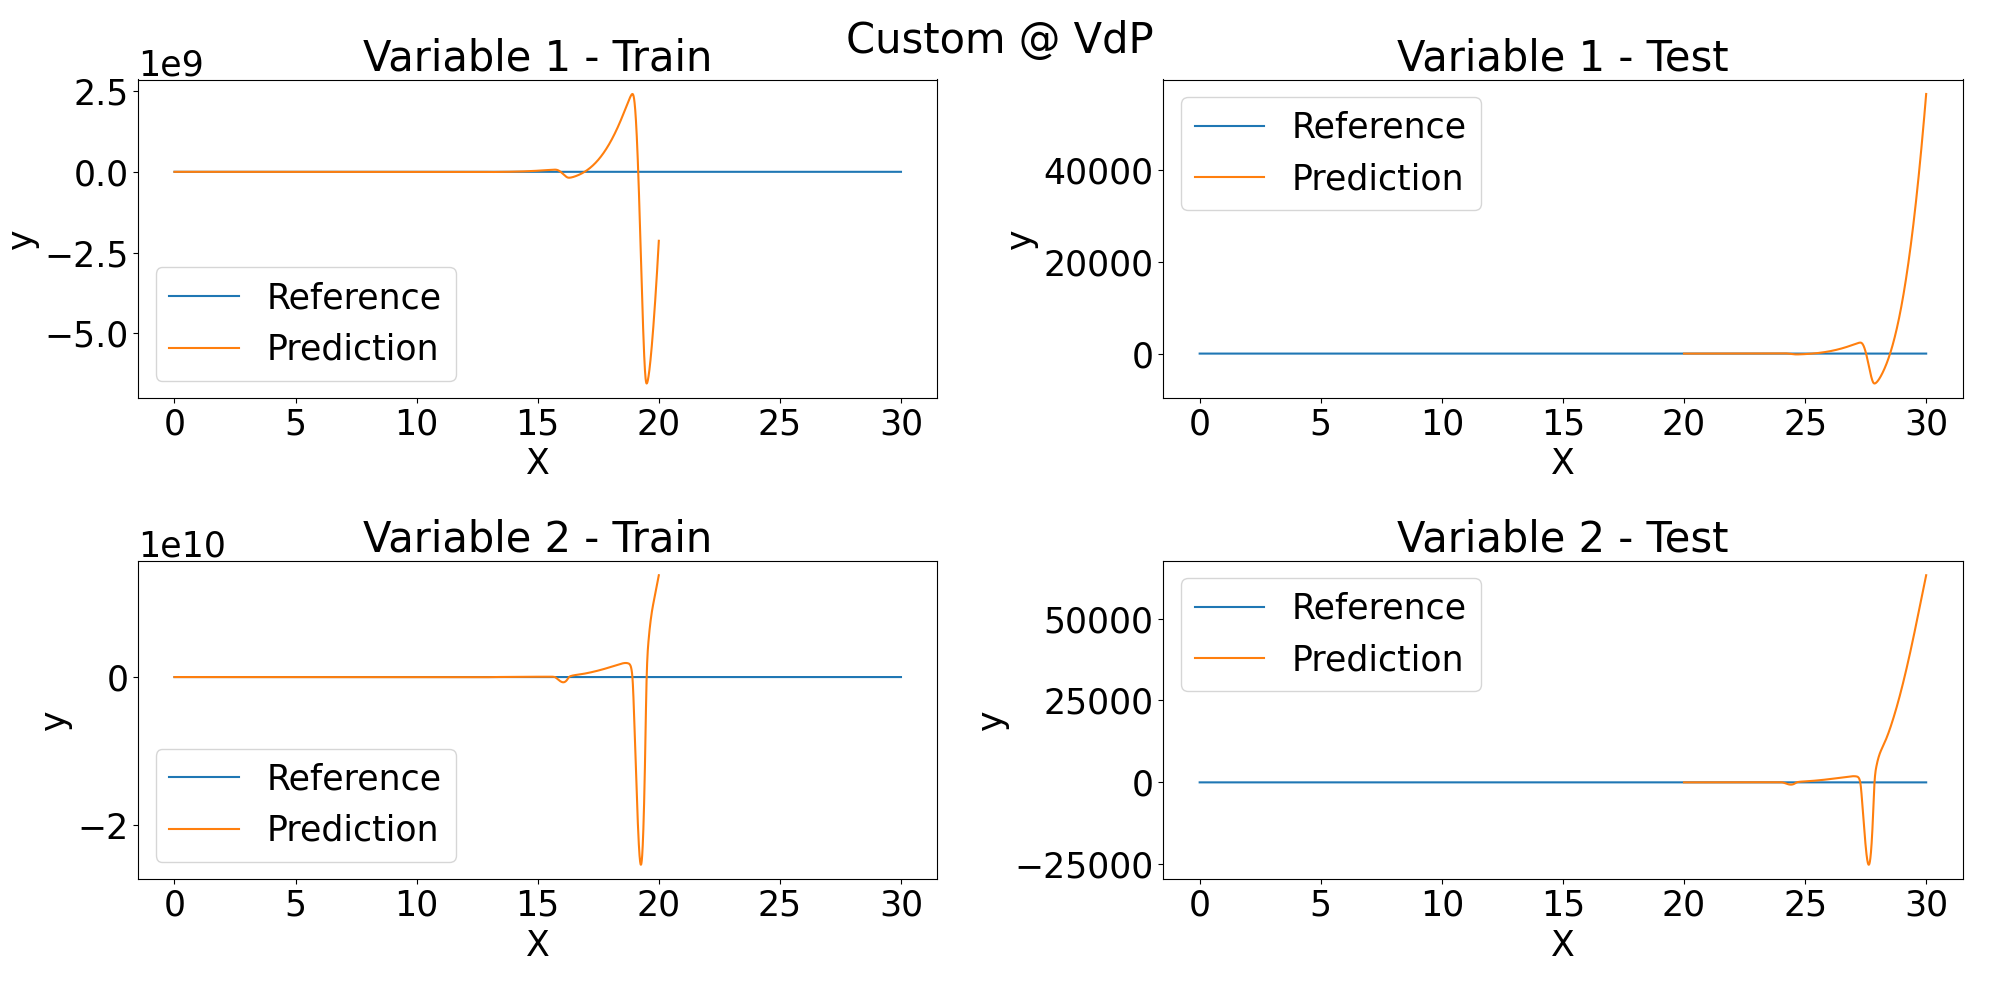 Custom @ VdP
Variable 1 - Train
1e9
2.5
0.0
−2.5
−5.0
y
Reference
Prediction
0 5 10 15 20 25 30
X
Variable 1 - Test
40000
20000
0
y
Reference
Prediction
0 5 10 15 20 25 30
X
Variable 2 - Train
1e10
0
−2
y
Reference
Prediction
0 5 10 15 20 25 30
X
Variable 2 - Test
50000
25000
0
−25000
y
Reference
Prediction
0 5 10 15 20 25 30
X